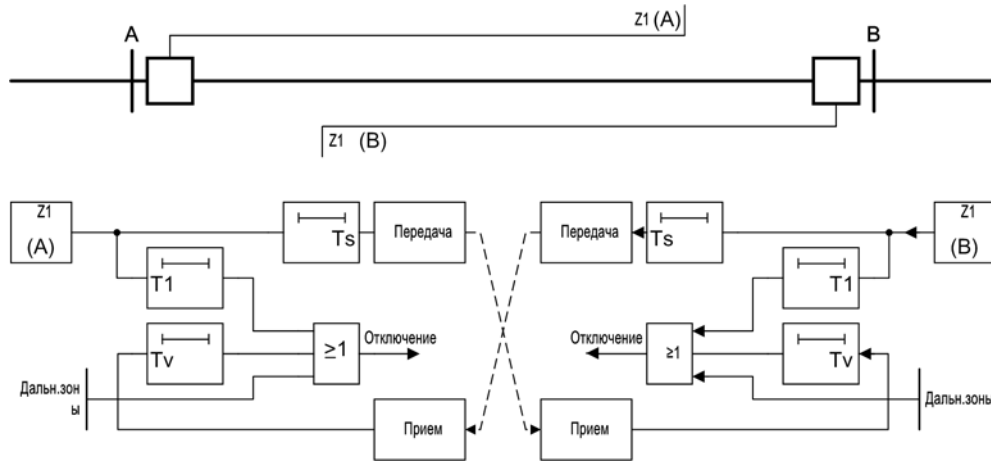 Z1 (A)
A
B
Z1 (B)
Z1
(A)
Ts
Передача
Передача
Ts
Z1
(B)
T1
T1
Отключение
≥1
Отключение
≥1
Tv
Tv
Дальн.зон
ы
Дальн.зоны
Прием
Прием